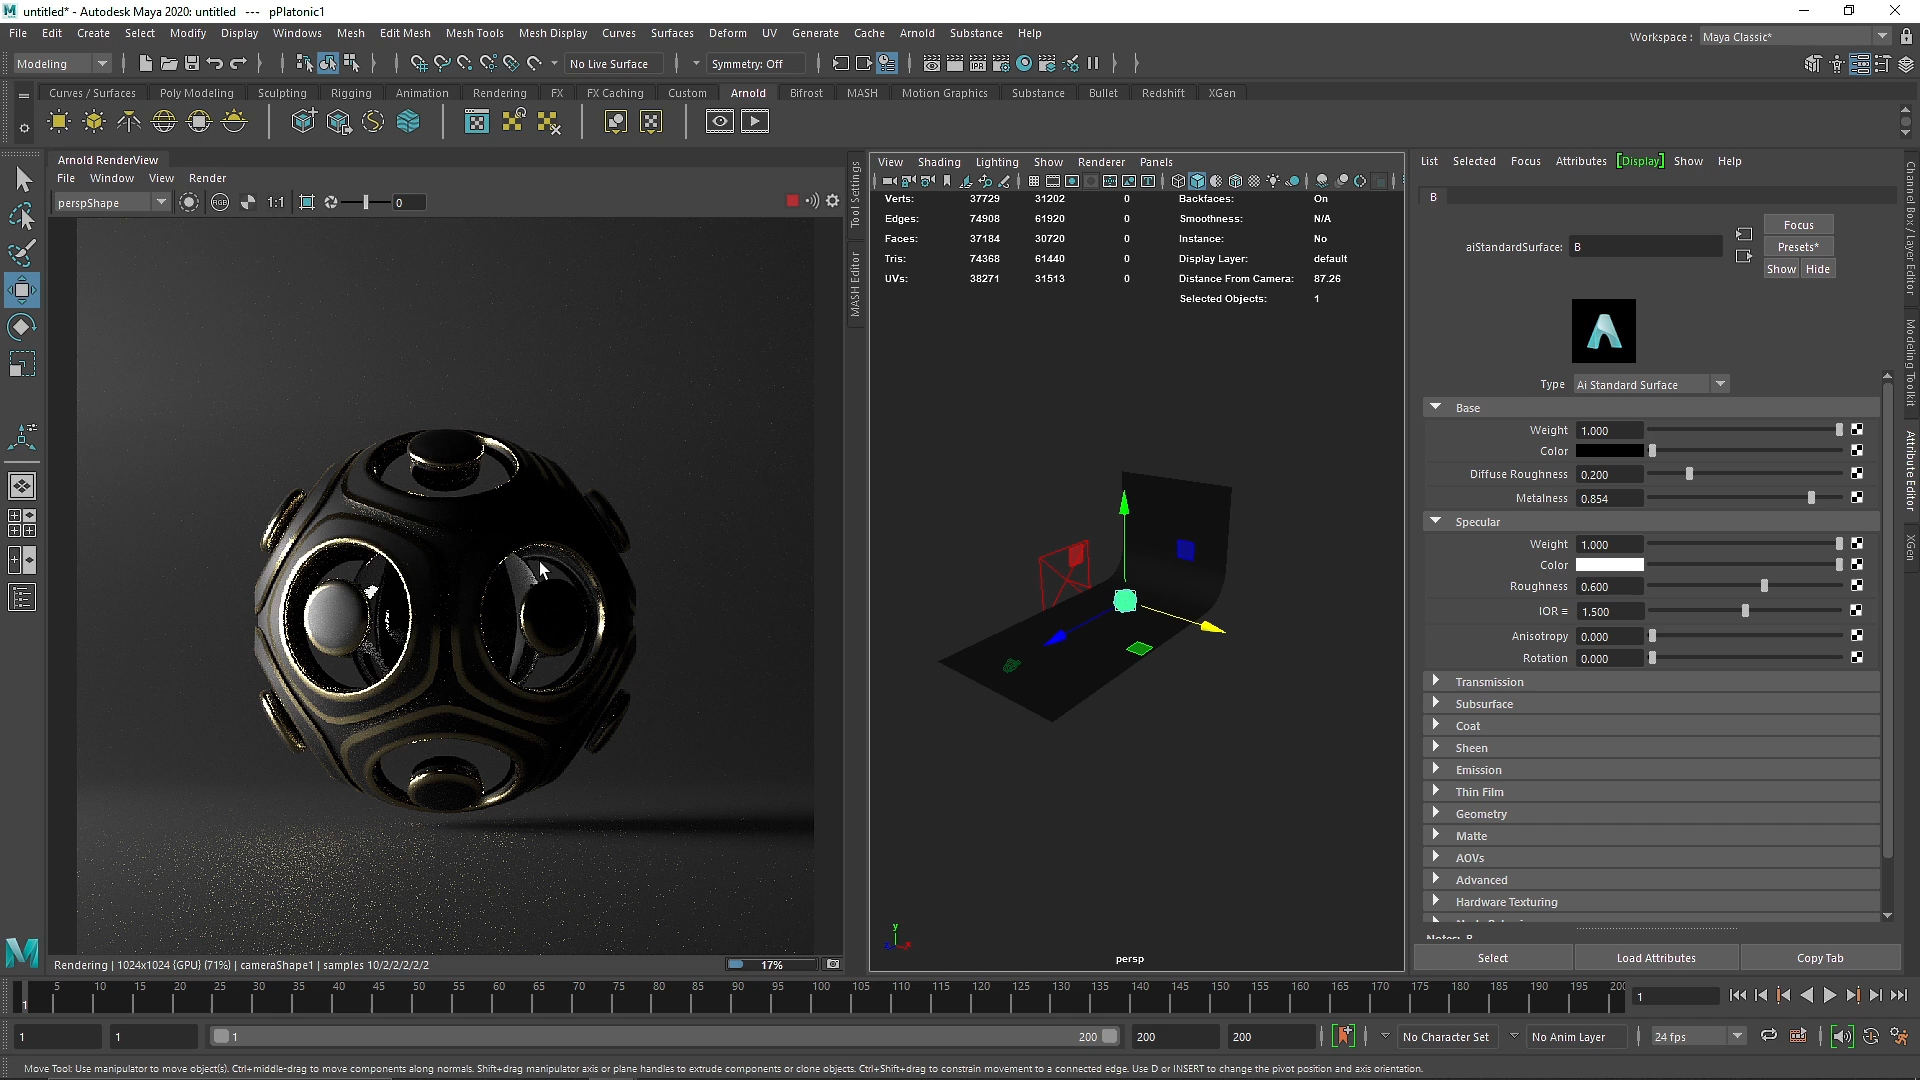 untitled* - Autodesk Maya 2020: untitled --- pPlatonic1
File Edit Create Select Modify Display Windows Mesh Edit Mesh Mesh Tools Mesh Display Curves Surfaces Deform UV Generate Cache Arnold Substance Help
Workspace : Maya Classic*
Modeling No Live Surface Symmetry: Off
Curves / Surfaces Poly Modeling Sculpting Rigging Animation Rendering FX FX Caching Custom Arnold Bifrost MASH Motion Graphics Substance Bullet Redshift XGen
Arnold RenderView
File Window View Render
perspShape RGB 1:1 0
Rendering | 1024x1024 (GPU) (71%) | cameraShape1 | samples 10/2/2/2/2/2
17%
Tool Settings
MASH Editor
View Shading Lighting Show Renderer Panels
Verts: 37729 31202 0 Backfaces: On
Edges: 74908 61920 0 Smoothness: N/A
Faces: 37184 30720 0 Instance: No
Tris: 74368 61440 0 Display Layer: default
UVs: 38271 31513 0 Distance From Camera: 87.26
Selected Objects: 1
y
persp
List Selected Focus Attributes [Display] Show Help
B
Focus
aiStandardSurface: B
Presets*
Show Hide
Type Ai Standard Surface
Base
Weight 1.000
Color
Diffuse Roughness 0.200
Metalness 0.854
Specular
Weight 1.000
Color
Roughness 0.600
IOR = 1.500
Anisotropy 0.000
Rotation 0.000
Transmission
Subsurface
Coat
Sheen
Emission
Thin Film
Geometry
Matte
AOVs
Advanced
Hardware Texturing
Select Load Attributes Copy Tab
Channel Box / Layer Editor
Modeling Toolkit
Attribute Editor
XGen
1 5 10 15 20 25 30 35 40 45 50 55 60 65 70 75 80 85 90 95 100 105 110 115 120 125 130 135 140 145 150 155 160 165 170 175 180 185 190 195 200 1
1 1 1 200 200 200 No Character Set No Anim Layer 24 fps
Move Tool: Use manipulator to move object(s). Ctrl+middle-drag to move components along normals. Shift+drag manipulator axis or plane handles to extrude components or clone objects. Ctrl+Shift+drag to constrain movement to a connected edge. Use D or INSERT to change the pivot position and axis orientation.